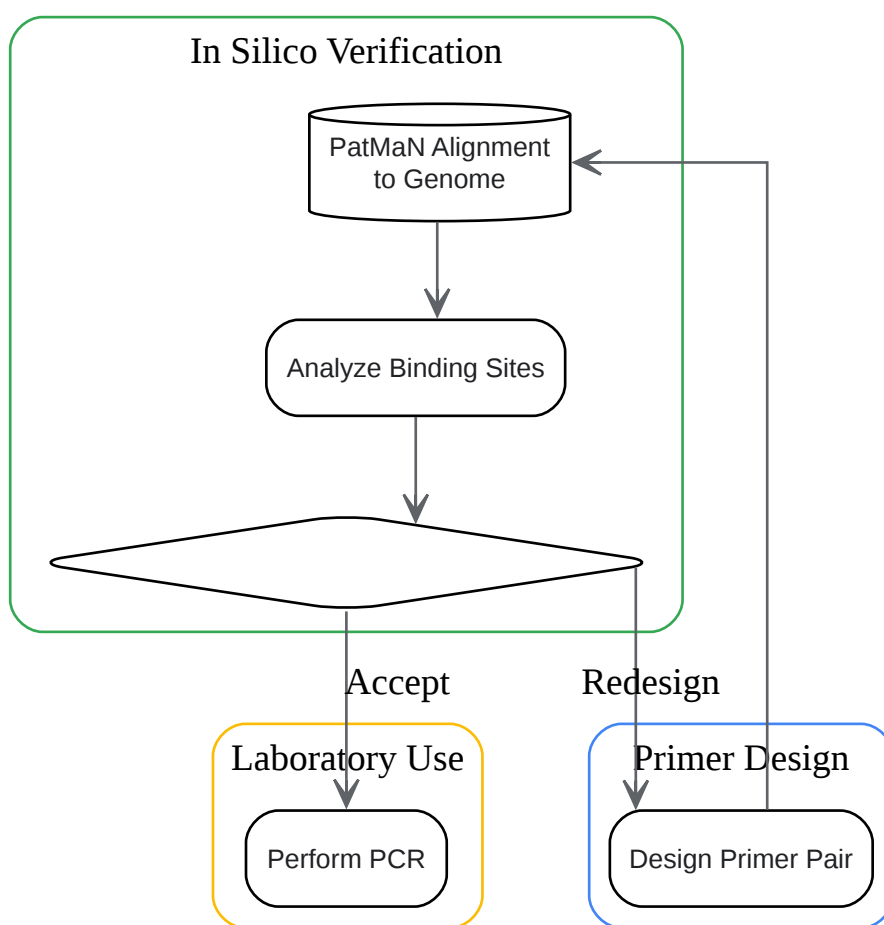 In Silico Verification
PatMaN Alignment
to Genome
Analyze Binding Sites
Accept
Redesign
Laboratory Use
Primer Design
Perform PCR
Design Primer Pair